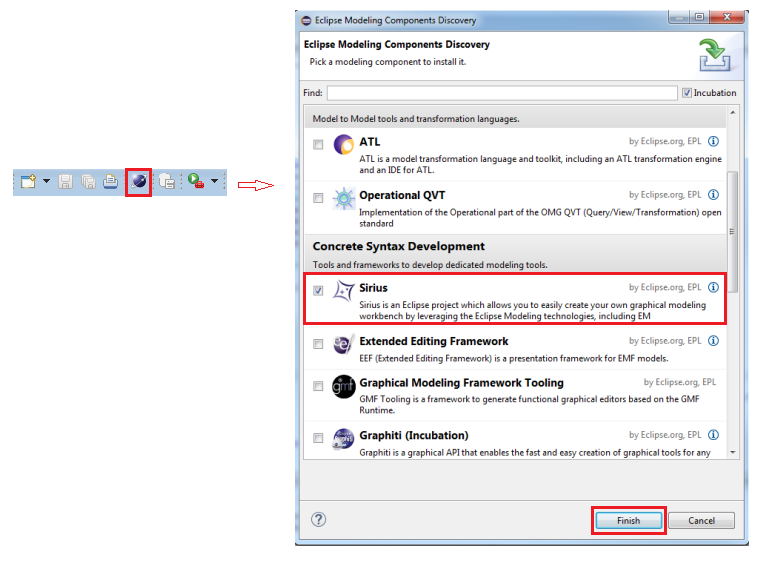 Eclipse Modeling Components Discovery
Eclipse Modeling Components Discovery
Pick a modeling component to install it.
Find:
Incubation
Model to Model tools and transformation languages.
ATL
by Eclipse.org, EPL
ATL is a model transformation language and toolkit, including an ATL transformation engine
and an IDE for ATL.
Operational QVT
by Eclipse.org, EPL
Implementation of the Operational part of the OMG QVT (Query/View/Transformation) open
standard
Concrete Syntax Development
Tools and frameworks to develop dedicated modeling tools.
Sirius
by Eclipse.org, EPL
Sirius is an Eclipse project which allows you to easily create your own graphical modeling
workbench by leveraging the Eclipse Modeling technologies, including EM
Extended Editing Framework
by Eclipse.org, EPL
EEF (Extended Editing Framework) is a presentation framework for EMF models.
gmf
Graphical Modeling Framework Tooling
by Eclipse.org, EPL
GMF Tooling is a framework to generate functional graphical editors based on the GMF
Runtime.
Graphiti (Incubation)
by Eclipse.org, EPL
Graphiti is a graphical API that enables the fast and easy creation of graphical tools for any
?
Finish
Cancel